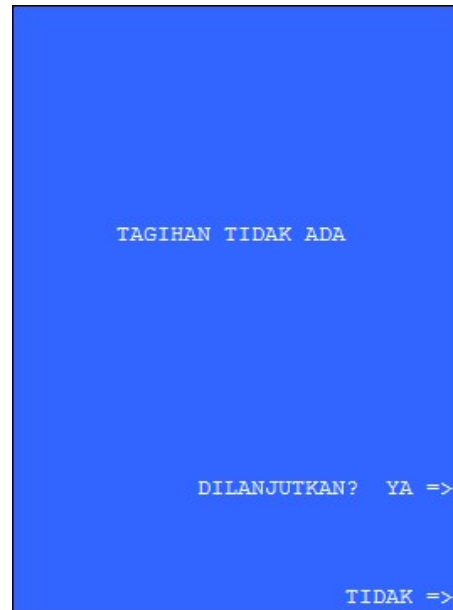 TAGIHAN TIDAK ADA
DILANJUTKAN? YA =>
TIDAK =>